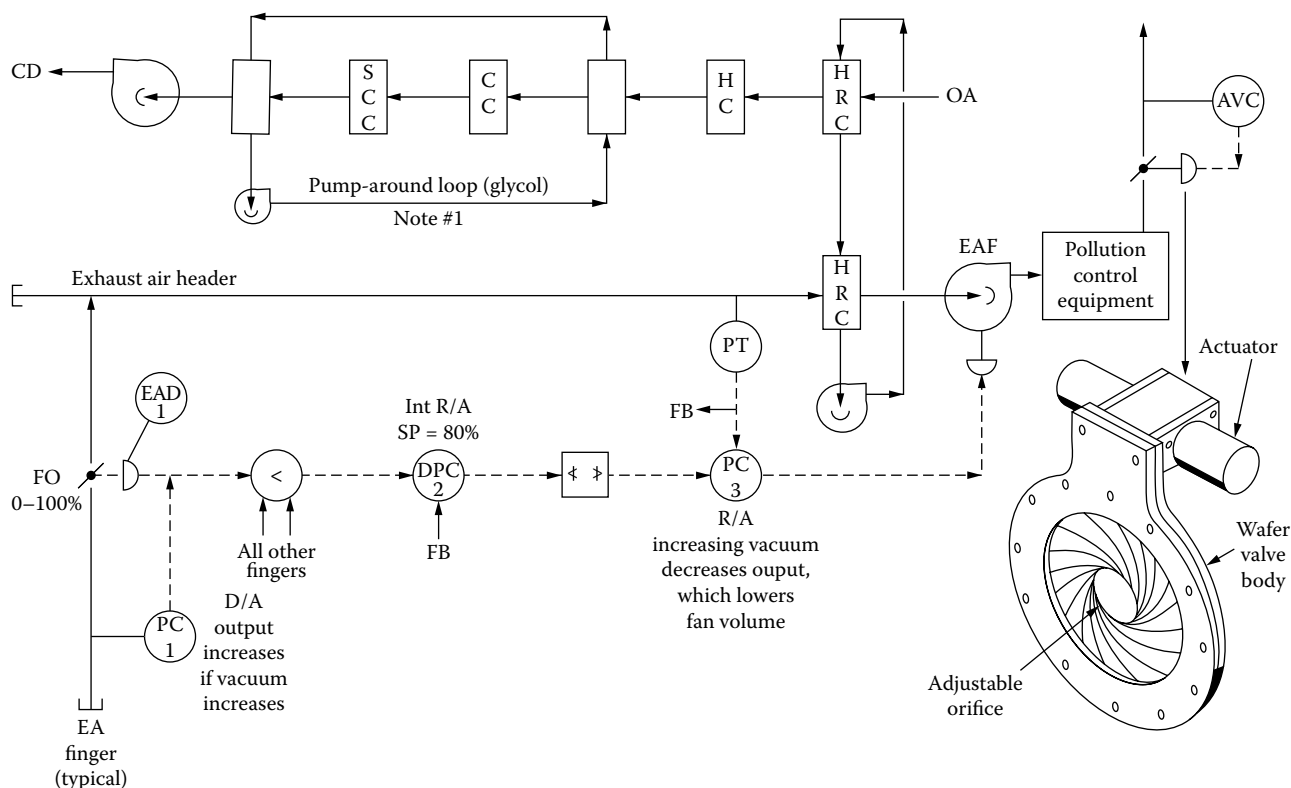 CD
S
C
C
C
C
H
C
H
R
C
OA
AVC
Pump-around loop (glycol)
Note #1
Exhaust air header
H
R
C
EAF
Pollution
control
equipment
PT
Actuator
EAD
1
Int R/A
SP = 80%
FB
FO
0–100%
<
DPC
2
PC
3
All other
fingers
FB
R/A
increasing vacuum
decreases ouput,
which lowers
fan volume
Wafer
valve
body
PC
1
D/A
output
increases
if vacuum
increases
Adjustable
orifice
EA
finger
(typical)